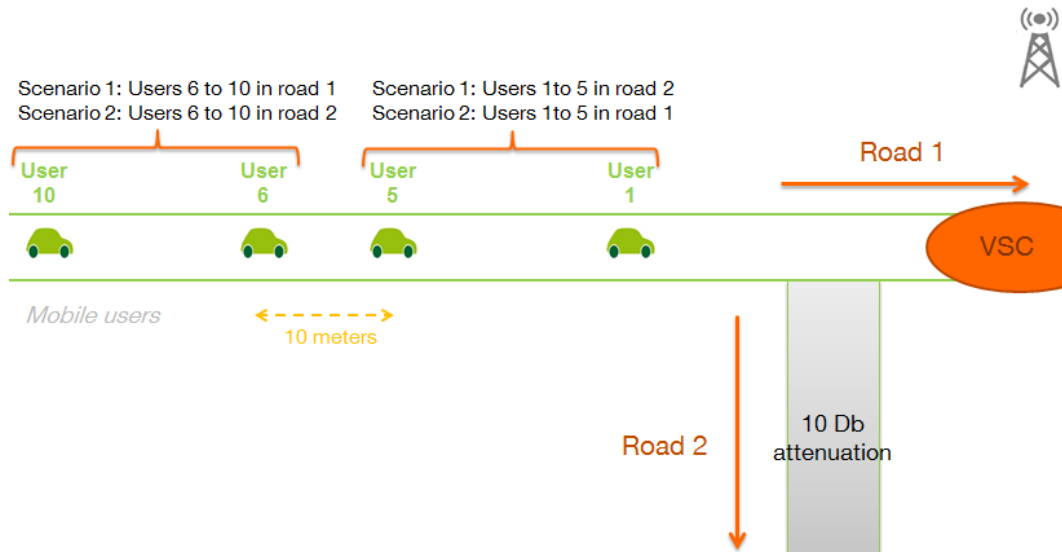 Scenario 1: Users 6 to 10 in road 1
Scenario 2: Users 6 to 10 in road 2
Scenario 1: Users 1to 5 in road 2
Scenario 2: Users 1to 5 in road 1
User
10
User
6
User
5
User
1
Road 1
VSC
Mobile users
10 meters
Road 2
10 Db
attenuation